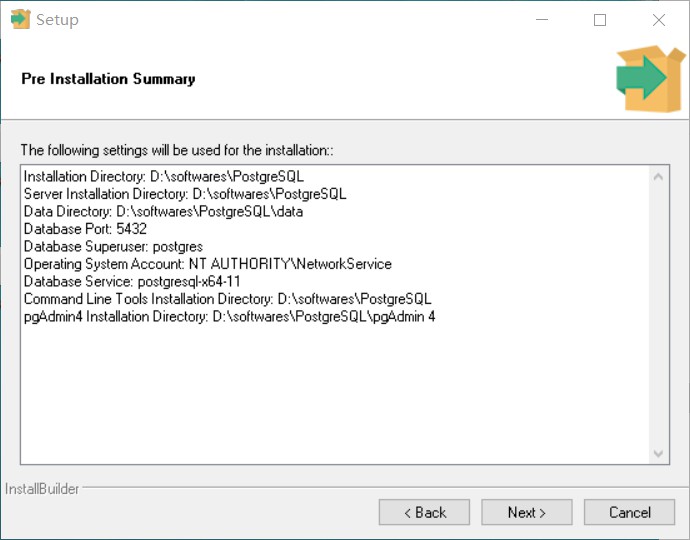 Setup
Pre Installation Summary
The following settings will be used for the installation::
Installation Directory: D:\softwares\PostgreSQL
Server Installation Directory: D:\softwares\PostgreSQL
Data Directory: D:\softwares\PostgreSQL\data
Database Port: 5432
Database Superuser: postgres
Operating System Account: NT AUTHORITY\NetworkService
Database Service: postgresql-x64-11
Command Line Tools Installation Directory: D:\softwares\PostgreSQL
pgAdmin4 Installation Directory: D:\softwares\PostgreSQL\pgAdmin 4
InstallBuilder
< Back
Next >
Cancel